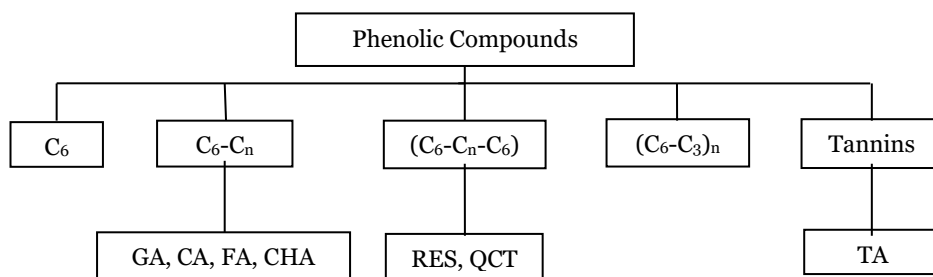 Phenolic Compounds
C₆
C₆-Cₙ
(C₆-Cₙ-C₆)
(C₆-C₃)ₙ
Tannins
GA, CA, FA, CHA
RES, QCT
TA